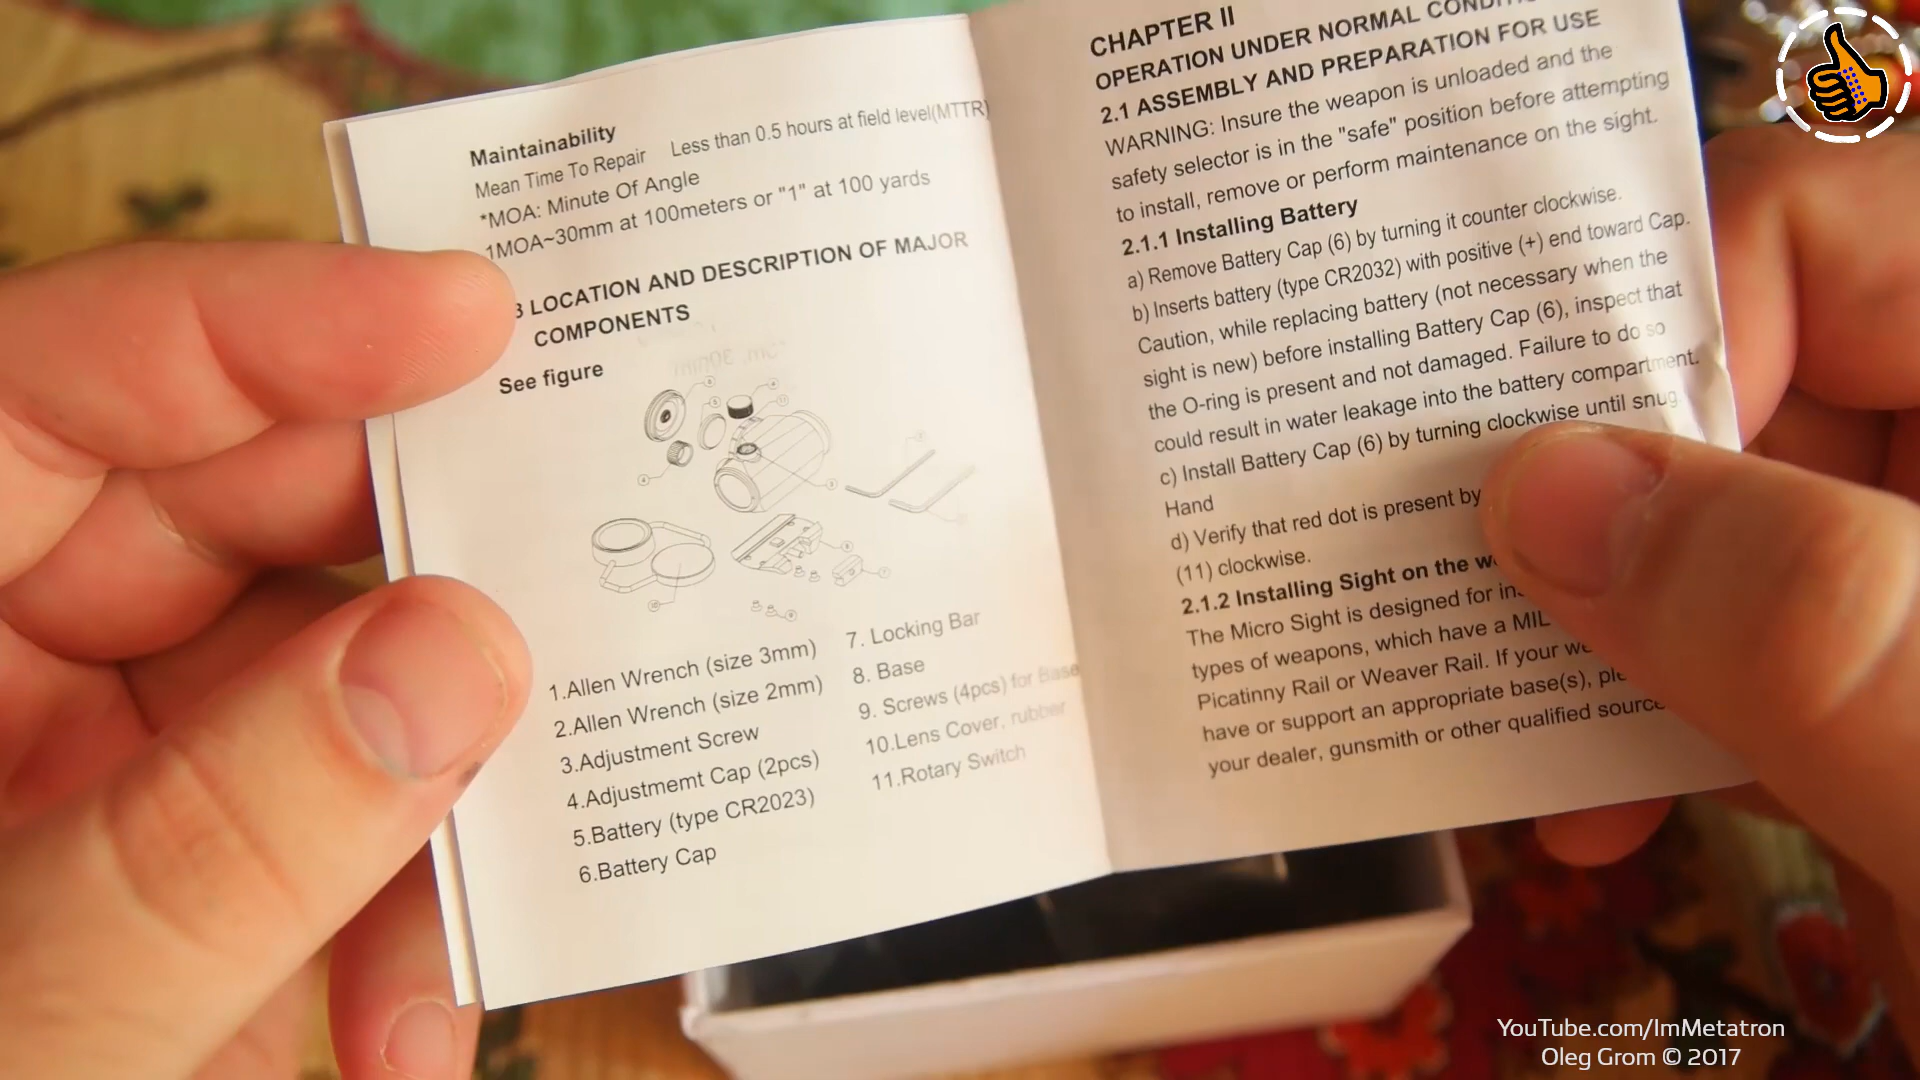 Maintainability
Mean Time To Repair Less than 0.5 hours at field level(MTTR)
*MOA: Minute Of Angle
1MOA~30mm at 100meters or "1" at 100 yards
3 LOCATION AND DESCRIPTION OF MAJOR
COMPONENTS
See figure
1.Allen Wrench (size 3mm)
2.Allen Wrench (size 2mm)
3.Adjustment Screw
4.Adjustmemt Cap (2pcs)
5.Battery (type CR2023)
6.Battery Cap
7. Locking Bar
8. Base
9. Screws (4pcs) for Base
10.Lens Cover, rubber
11.Rotary Switch
CHAPTER II
OPERATION UNDER NORMAL
2.1 ASSEMBLY AND PREPARATION FOR USE
WARNING: Insure the weapon is unloaded and the
safety selector is in the "safe" position before attempting
to install, remove or perform maintenance on the sight.
2.1.1 Installing Battery
a) Remove Battery Cap (6) by turning it counter clockwise.
b) Inserts battery (type CR2032) with positive (+) end toward Cap.
Caution, while replacing battery (not necessary when the
sight is new) before installing Battery Cap (6), inspect that
the O-ring is present and not damaged. Failure to do so
could result in water leakage into the battery compartment.
c) Install Battery Cap (6) by turning clockwise until snug.
Hand
d) Verify that red dot is present by
(11) clockwise.
2.1.2 Installing Sight on the
The Micro Sight is designed for
types of weapons, which have a MIL
Picatinny Rail or Weaver Rail. If your
have or support an appropriate base(s),
your dealer, gunsmith or other qualified
YouTube.com/ImMetatron
Oleg Grom © 2017